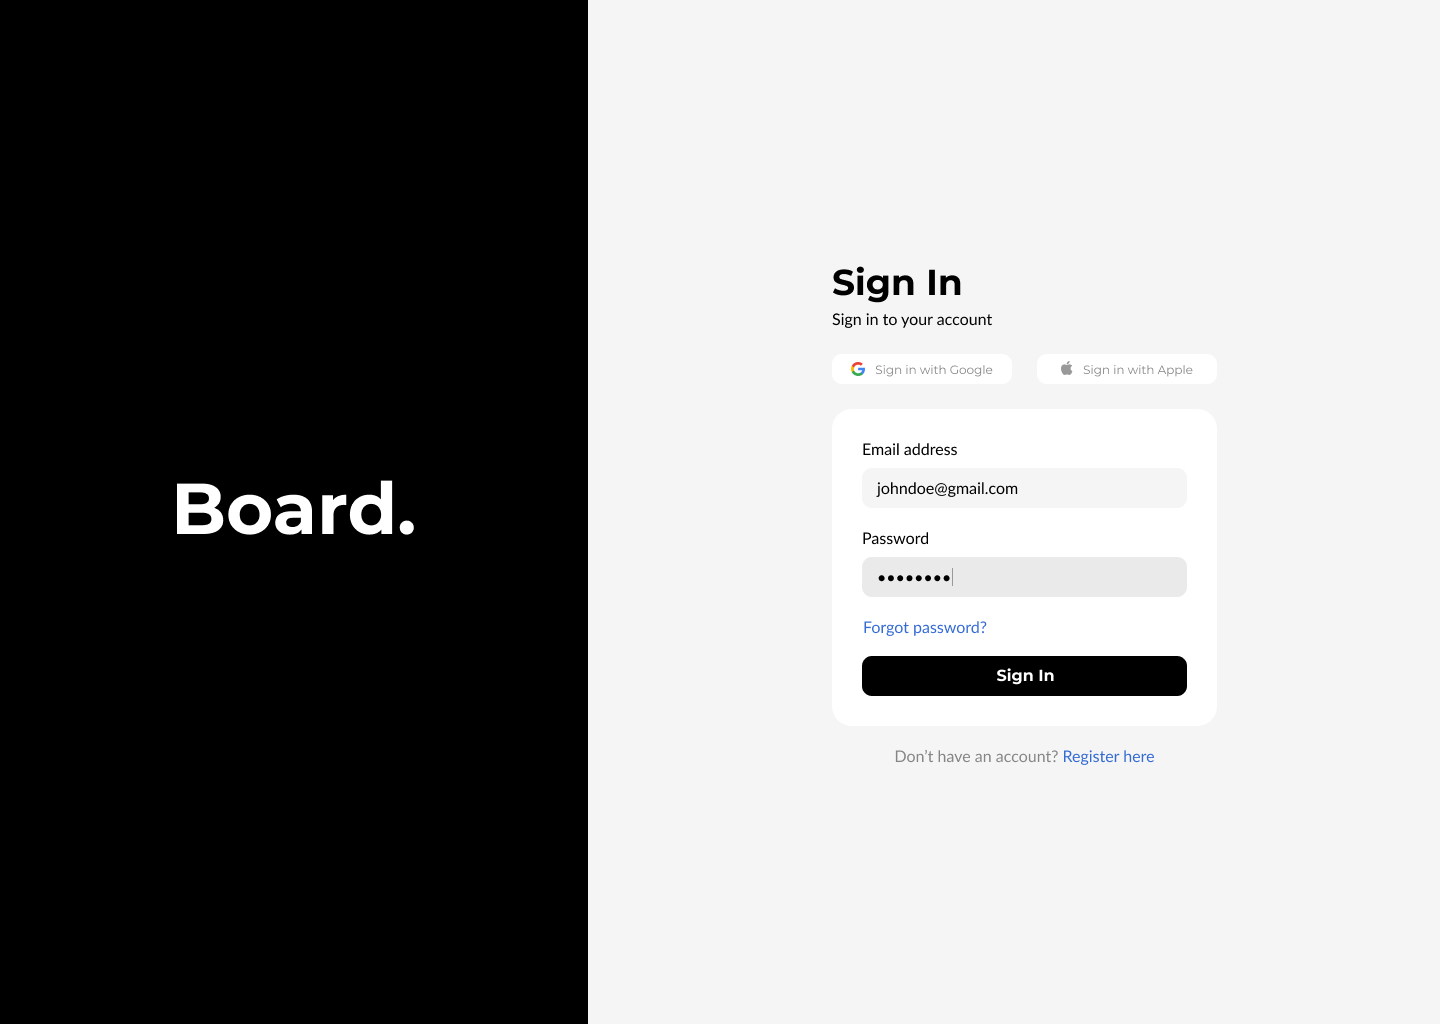 Board.
Sign In
Sign in to your account
Sign in with Google
Sign in with Apple
Email address
johndoe@gmail.com
Password
••••••••
Forgot password?
Sign In
Don’t have an account? Register here